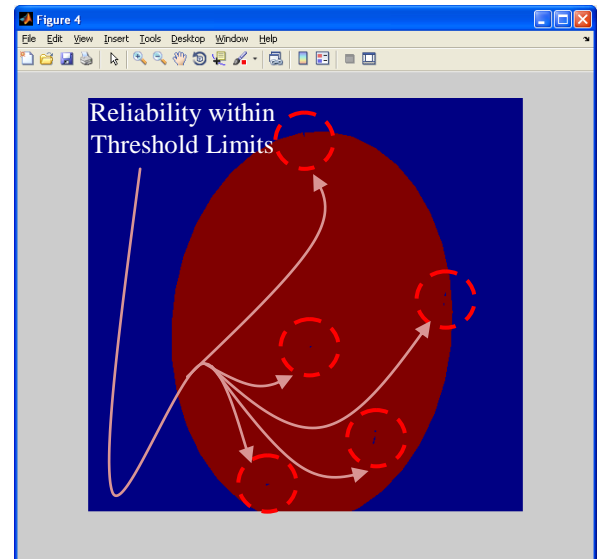 Figure 4
File Edit View Insert Tools Desktop Window Help
Reliability within
Threshold Limits